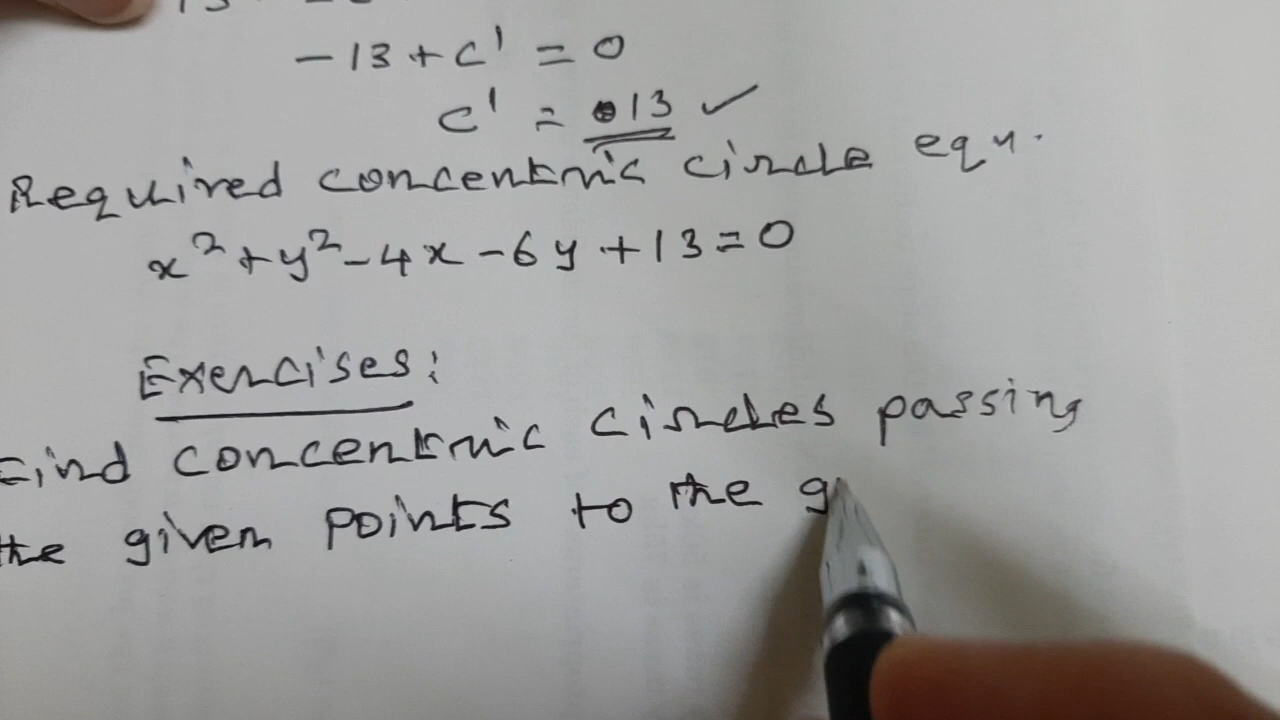 -13 + c' = 0
c' = 13 ✓
Required concentric circle equ.
x² + y² - 4x - 6y + 13 = 0
Exercises:
Find concentric circles passing
the given points to the g